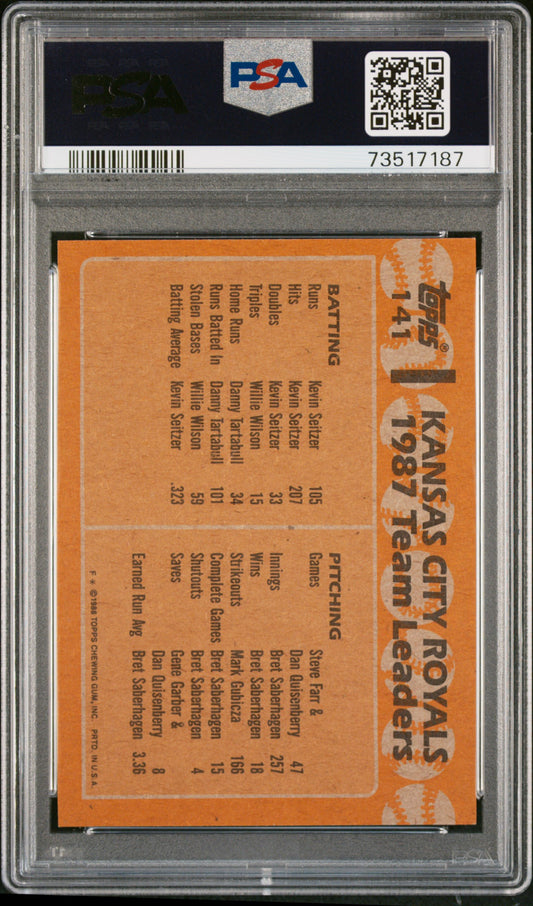 PSA
PSA
73517187
topps®
141
KANSAS CITY ROYALS
1987 Team Leaders
BATTING
Runs Kevin Seitzer 105
Hits Kevin Seitzer 207
Doubles Kevin Seitzer 33
Triples Willie Wilson 15
Home Runs Danny Tartabull 34
Runs Batted In Danny Tartabull 101
Stolen Bases Willie Wilson 59
Batting Average Kevin Seitzer .323
PITCHING
Games Steve Farr &
Dan Quisenberry 47
Innings Bret Saberhagen 257
Wins Bret Saberhagen 18
Strikeouts Mark Gubicza 166
Complete Games Bret Saberhagen 15
Shutouts Bret Saberhagen 4
Saves Gene Garber &
Dan Quisenberry 8
Earned Run Avg Bret Saberhagen 3.36
F * ©1988 TOPPS CHEWING GUM, INC. PRTD. IN U.S.A.
PSA